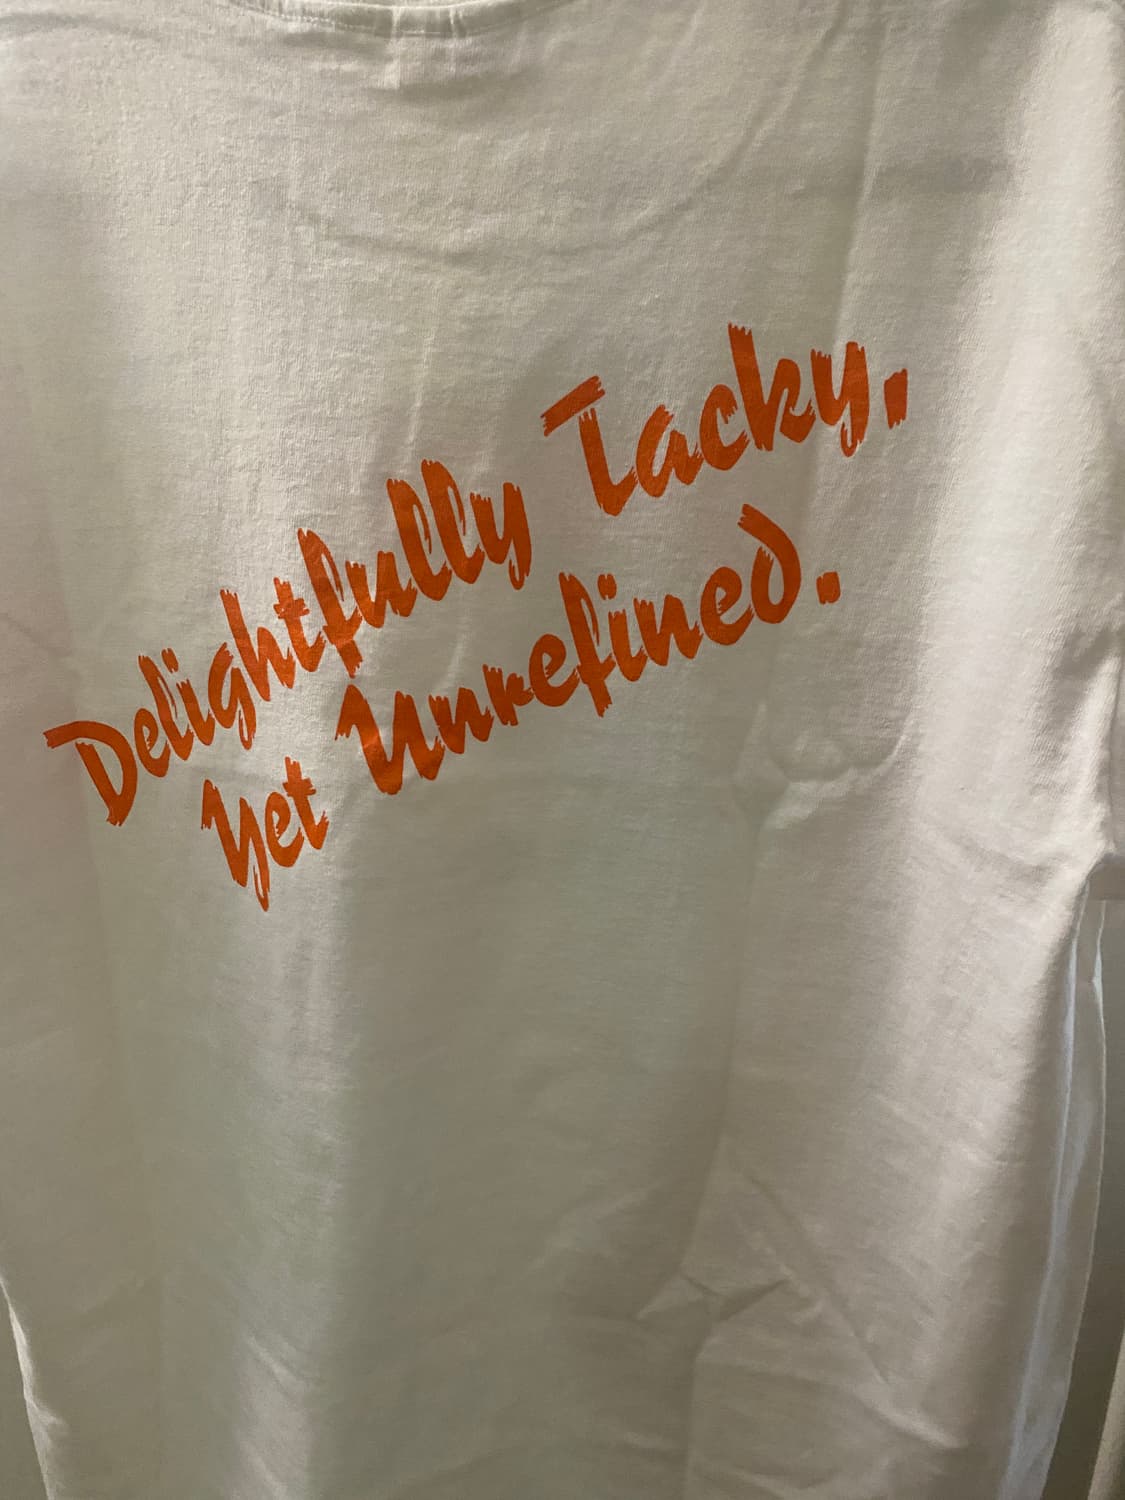 Delightfully Tacky.
Yet Unrefined.